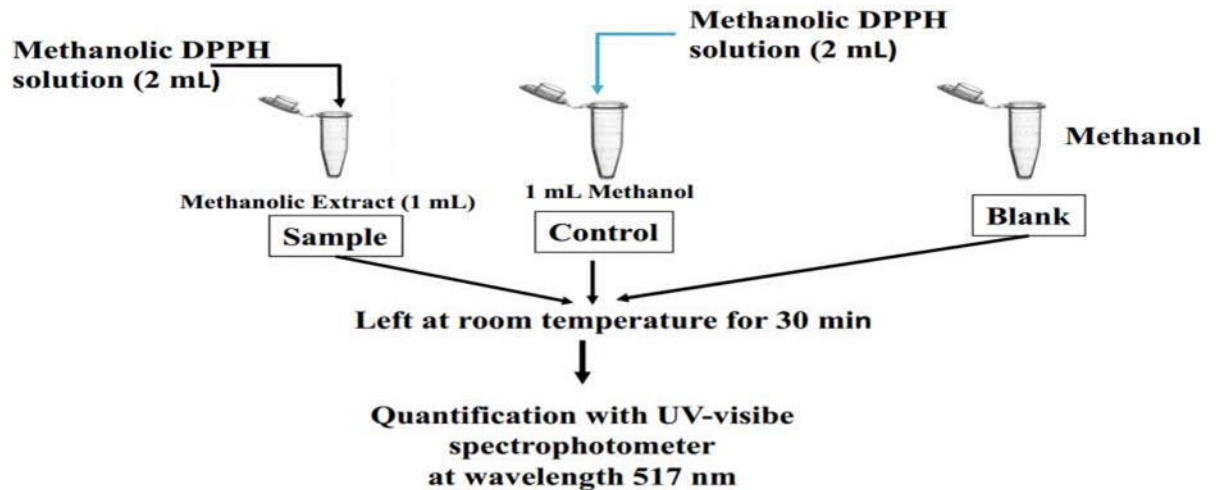 Methanolic DPPH
solution (2 mL)
Methanolic Extract (1 mL)
Sample
Methanolic DPPH
solution (2 mL)
1 mL Methanol
Control
Methanol
Blank
Left at room temperature for 30 min
Quantification with UV-visibe
spectrophotometer
at wavelength 517 nm